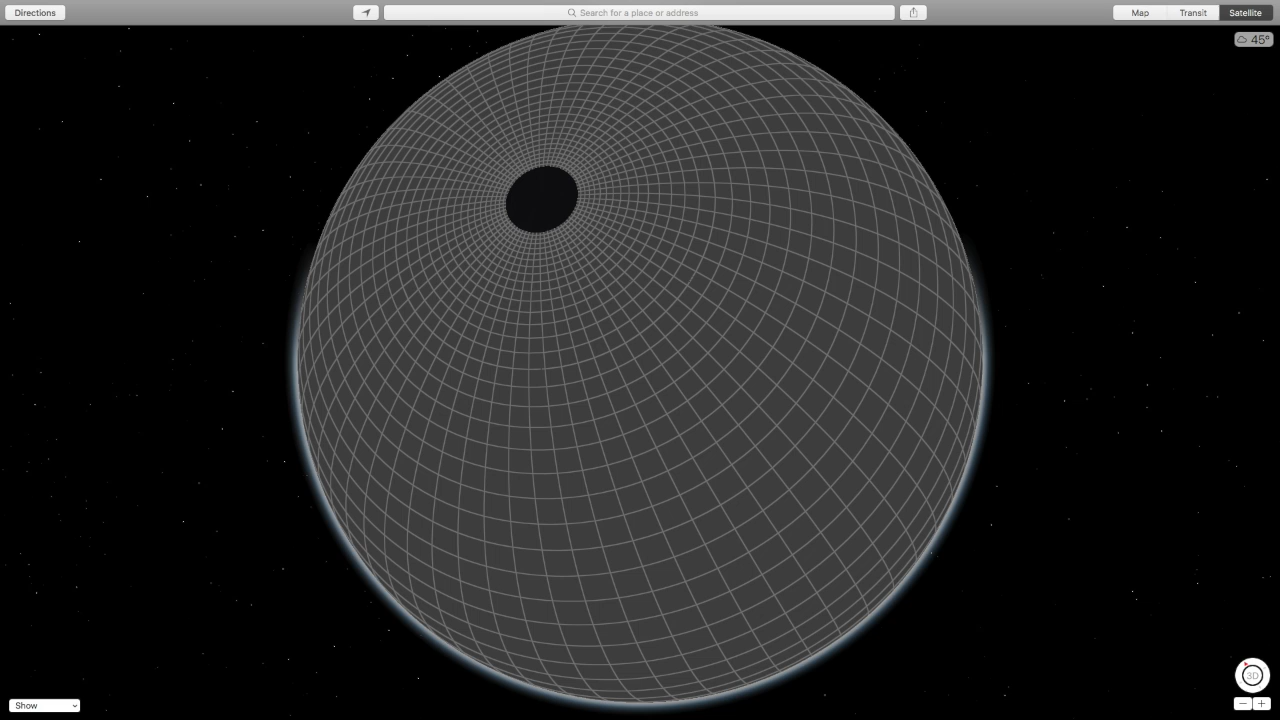 Directions
Search for a place or address
Map Transit Satellite
45°
3D
Show